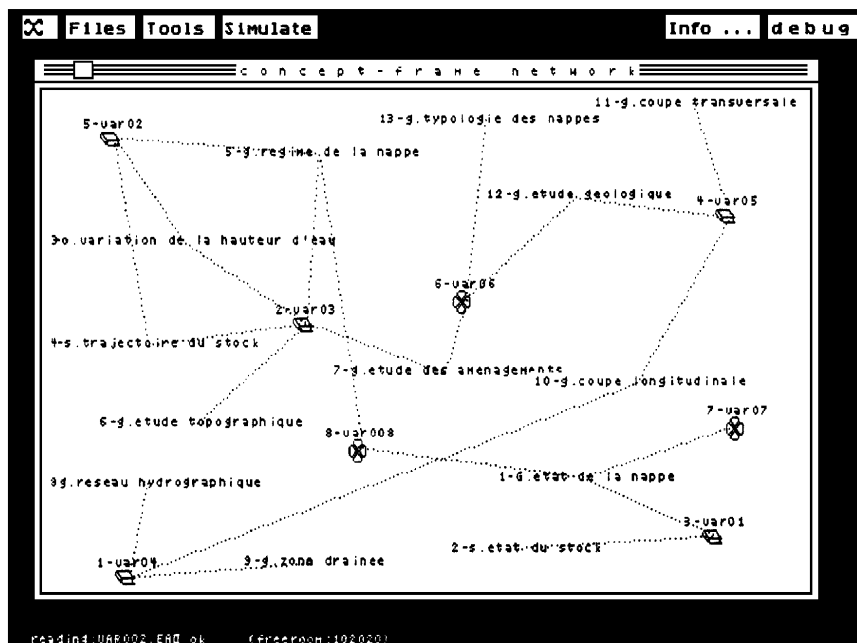 Files Tools Simulate Info ... debug
concept-frame network
11-g.coupe transversale
13-g.typologie des nappes
5-var02
5-g.regime de la nappe
12-g.etude geologique
4-var05
3-o.variation de la hauteur d'eau
6-var06
2-var03
4-s.trajectoire du stock
7-g.etude des amenagements
10-g.coupe longitudinale
7-var07
6-g.etude topographique
8-var008
8g.reseau hydrographique
1-G.etat de la nappe
3-var01
2-s.etat du stock
1-var04
9-g.zone drainee
reading:VAR002.EAO ok (freeroom:102020)